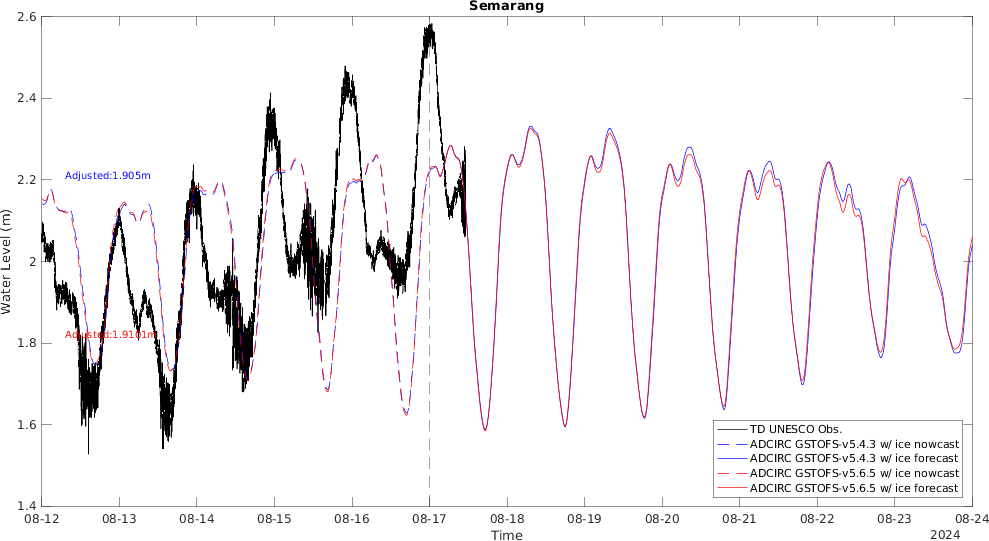 Semarang
2.6
2.4
2.2
2
1.8
1.6
1.4
Water Level (m)
Adjusted:1.905m
Adjusted:1.9101m
TD UNESCO Obs.
ADCIRC GSTOFS-v5.4.3 w/ ice nowcast
ADCIRC GSTOFS-v5.4.3 w/ ice forecast
ADCIRC GSTOFS-v5.6.5 w/ ice nowcast
ADCIRC GSTOFS-v5.6.5 w/ ice forecast
08-12 08-13 08-14 08-15 08-16 08-17 08-18 08-19 08-20 08-21 08-22 08-23 08-24
Time
2024